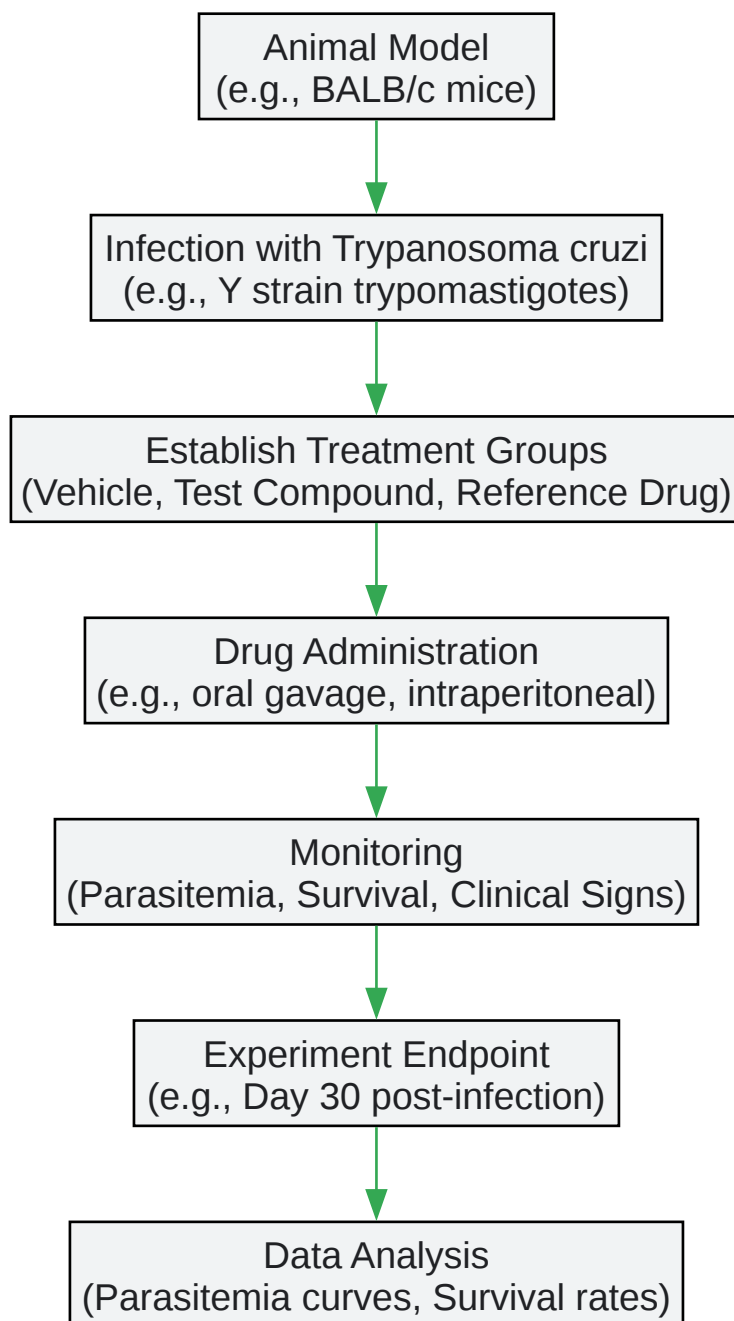 Animal Model
(e.g., BALB/c mice)
Infection with Trypanosoma cruzi
(e.g., Y strain trypomastigotes)
Establish Treatment Groups
(Vehicle, Test Compound, Reference Drug)
Drug Administration
(e.g., oral gavage, intraperitoneal)
Monitoring
(Parasitemia, Survival, Clinical Signs)
Experiment Endpoint
(e.g., Day 30 post-infection)
Data Analysis
(Parasitemia curves, Survival rates)